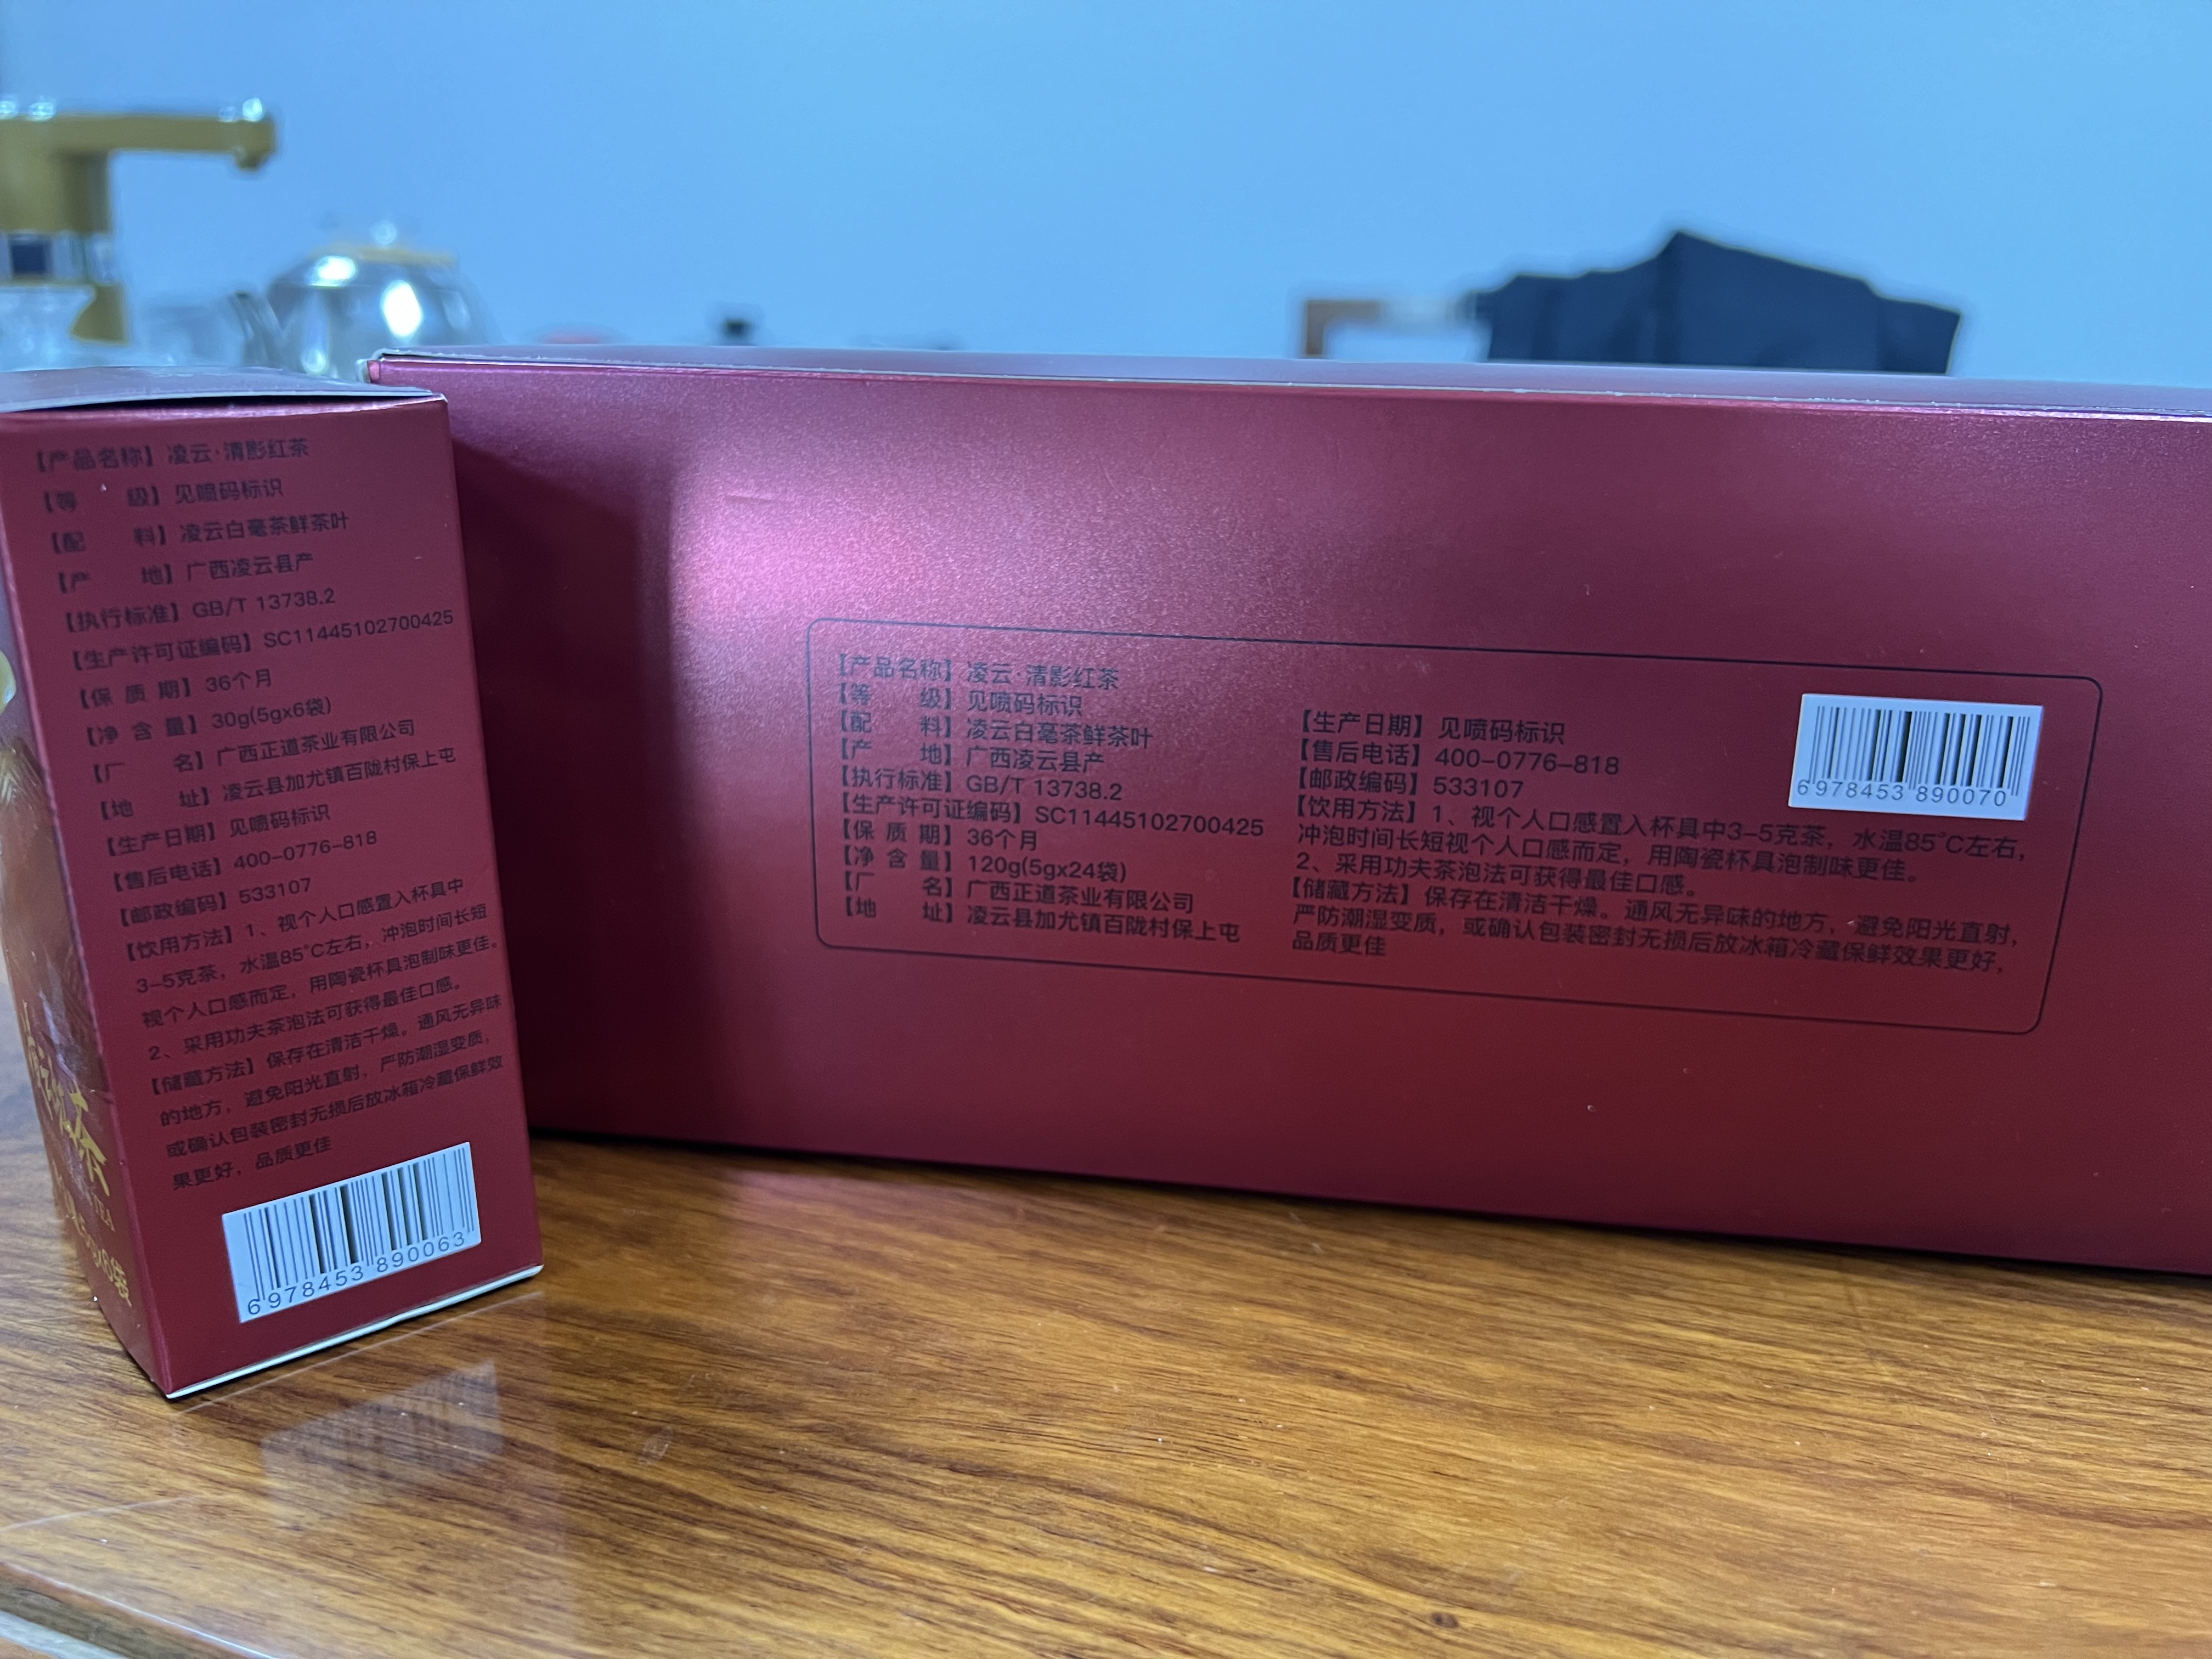 【产品名称】凌云·清影红茶
【等 级】见喷码标识
【配 料】凌云白毫茶鲜茶叶
【产 地】广西凌云县产
【执行标准】GB/T 13738.2
【生产许可证编码】SC11445102700425
【保 质 期】36个月
【净 含 量】30g(5gx6袋)
【厂 名】广西正道茶业有限公司
【地 址】凌云县加尤镇百陇村保上屯
【生产日期】见喷码标识
【售后电话】400-0776-818
【邮政编码】533107
【饮用方法】1、视个人口感置入杯具中
3-5克茶，水温85°C左右，冲泡时间长短
视个人口感而定，用陶瓷杯具泡制味更佳。
2、采用功夫茶泡法可获得最佳口感。
【储藏方法】保存在清洁干燥。通风无异味
的地方，避免阳光直射，严防潮湿变质，
或确认包装密封无损后放冰箱冷藏保鲜效
果更好，品质更佳
6 978453 890063
茶
TEA
【产品名称】凌云·清影红茶
【等 级】见喷码标识
【配 料】凌云白毫茶鲜茶叶
【产 地】广西凌云县产
【执行标准】GB/T 13738.2
【生产许可证编码】SC11445102700425
【保 质 期】36个月
【净 含 量】120g(5gx24袋)
【厂 名】广西正道茶业有限公司
【地 址】凌云县加尤镇百陇村保上屯
【生产日期】见喷码标识
【售后电话】400-0776-818
【邮政编码】533107
【饮用方法】1、视个人口感置入杯具中3-5克茶，水温85°C左右，
冲泡时间长短视个人口感而定，用陶瓷杯具泡制味更佳。
2、采用功夫茶泡法可获得最佳口感。
【储藏方法】保存在清洁干燥。通风无异味的地方，避免阳光直射，
严防潮湿变质，或确认包装密封无损后放冰箱冷藏保鲜效果更好，
品质更佳
6 978453 890070